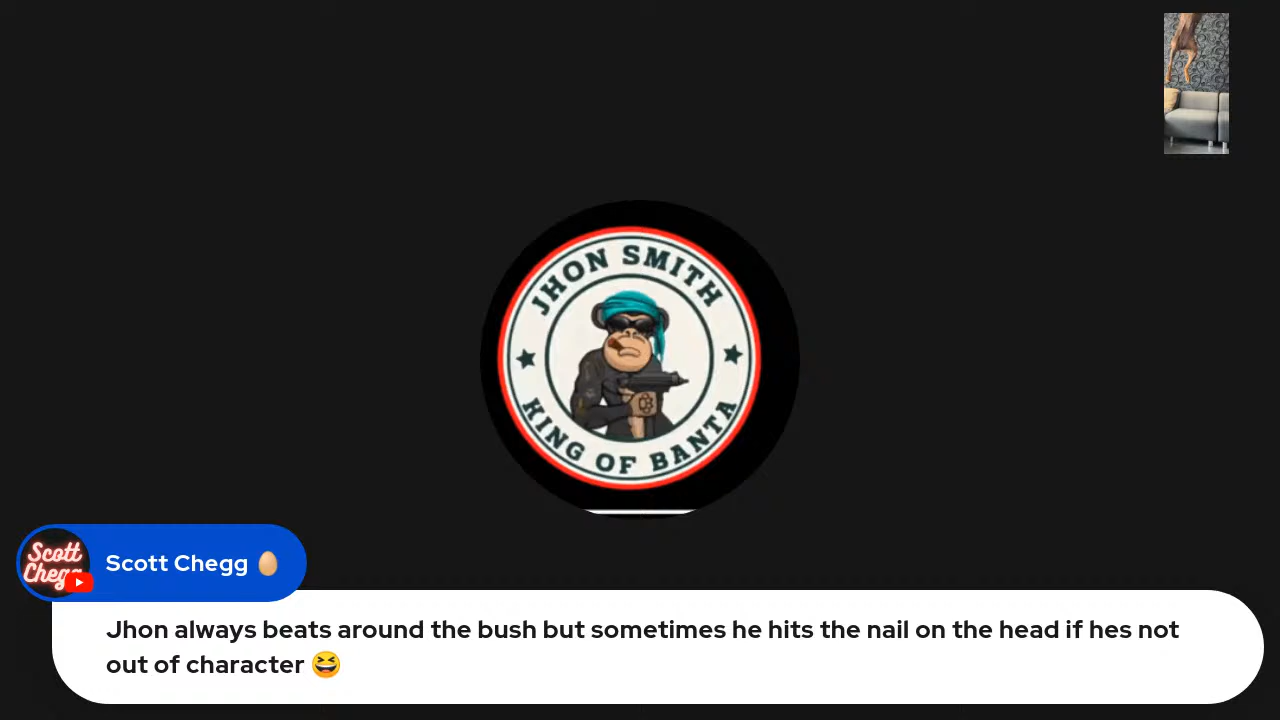 JHON SMITH
KING OF BANTA
Scott
Chegg
Scott Chegg 🥚
Jhon always beats around the bush but sometimes he hits the nail on the head if hes not
out of character 😆